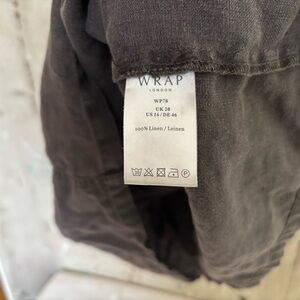 WRAP
LONDON
WP78
UK 20
US 16 / DE 46
100% Linen / Leinen